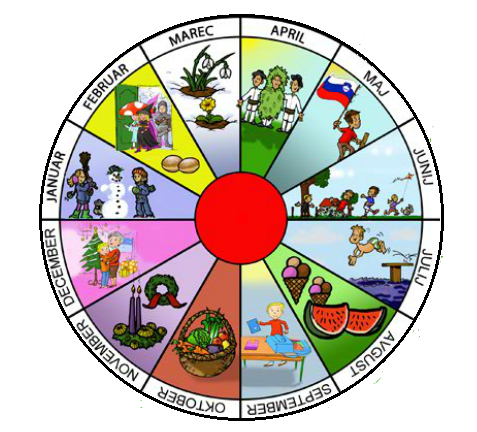 JANUAR
FEBRUAR
MAREC
APRIL
MAJ
JUNIJ
JULIJ
AVGUST
SEPTEMBER
OKTOBER
NOVEMBER
DECEMBER